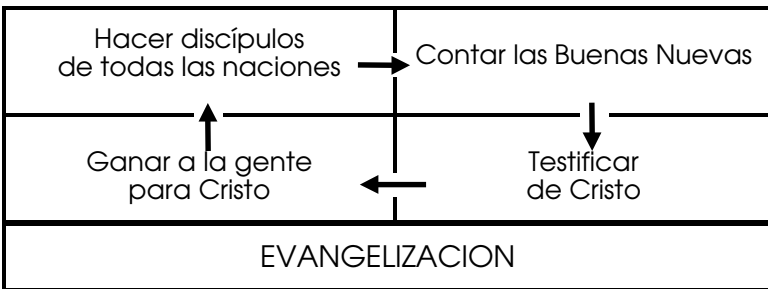 Hacer discípulos
de todas las naciones
Contar las Buenas Nuevas
Ganar a la gente
para Cristo
Testificar
de Cristo
EVANGELIZACION